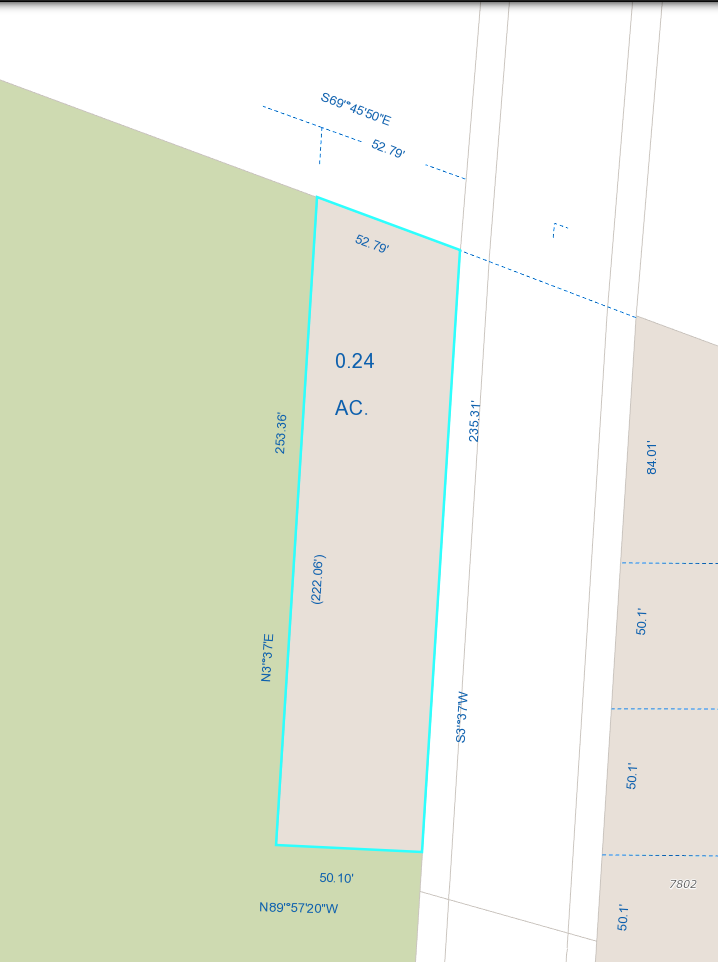 S69'°45'50"E
52.79'
52.79'
0.24
AC.
253.36'
235.31'
84.01'
(222.06')
50.1'
N3'°37'E
S3'°37'W
50.1'
50.10'
7802
N89'°57'20"W
50.1'